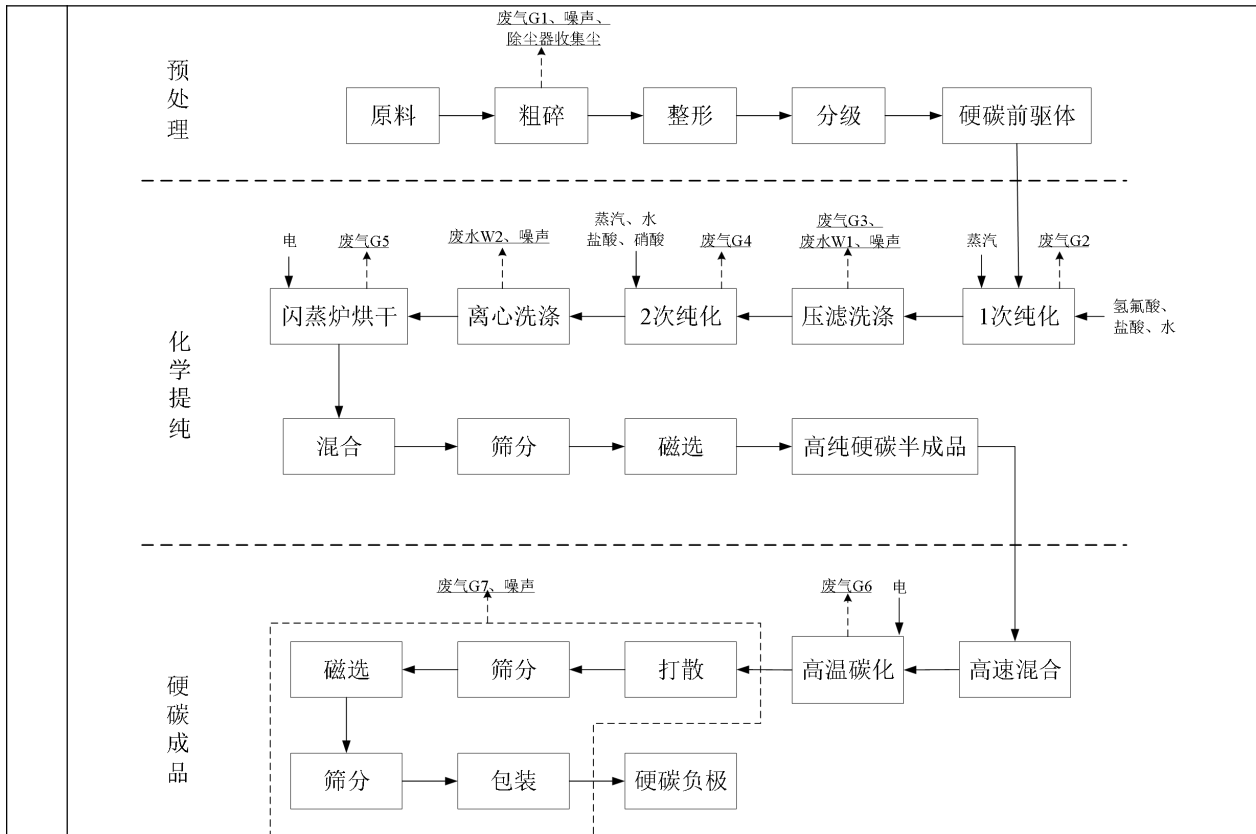 废气G1、噪声、
除尘器收集尘
预处理
原料
粗碎
整形
分级
硬碳前驱体
蒸汽、水
盐酸、硝酸
废气G3、
废水W1、噪声
电
废气G5
废水W2、噪声
废气G4
蒸汽
废气G2
闪蒸炉烘干
离心洗涤
2次纯化
压滤洗涤
1次纯化
氢氟酸、
盐酸、水
化学提纯
混合
筛分
磁选
高纯硬碳半成品
废气G7、噪声
废气G6
电
磁选
筛分
打散
高温碳化
高速混合
硬碳成品
筛分
包装
硬碳负极